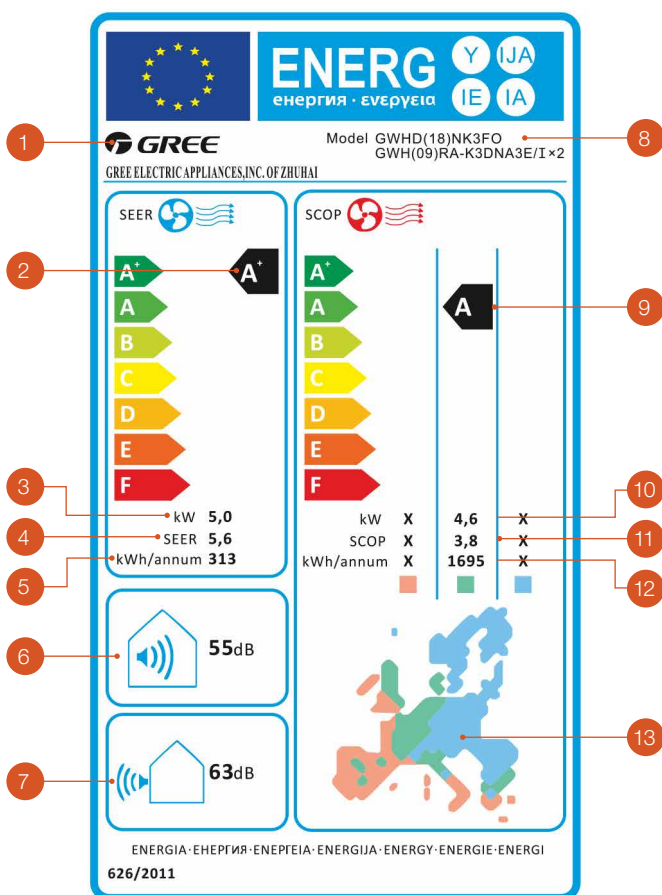 ENERG
енергия · ενεργεια
Y IJA
IE IA
1
GREE
GREE ELECTRIC APPLIANCES,INC. OF ZHUHAI
Model GWHD(18)NK3FO
GWH(09)RA-K3DNA3E/I×2
8
SEER
A+
A
B
C
D
E
F
2
A+
3
kW 5,0
4
SEER 5,6
5
kWh/annum 313
SCOP
A+
A
B
C
D
E
F
A
9
kW X 4,6 X
10
SCOP X 3,8 X
11
kWh/annum X 1695 X
12
6
55dB
7
63dB
13
ENERGIA·ЕНЕРГИЯ·ΕΝΕΡΓΕΙΑ·ENERGIJA·ENERGY·ENERGIE·ENERGI
626/2011